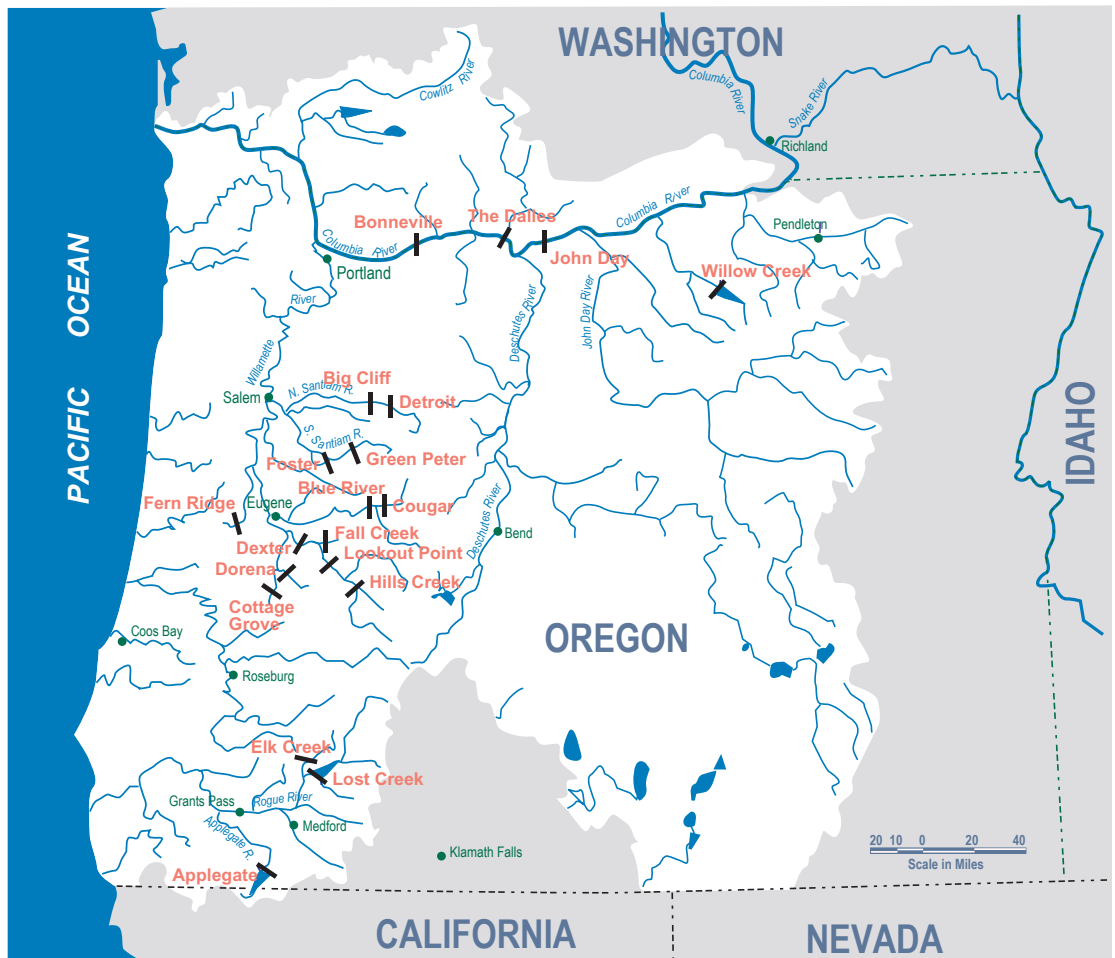 WASHINGTON
Cowlitz River
Columbia River
Snake River
Richland
Columbia River
Bonneville
The Dalles
John Day
Pendleton
Columbia River
Portland
Willow Creek
River
Deschutes River
John Day River
Willamette
PACIFIC OCEAN
IDAHO
Big Cliff
N. Santiam R.
Salem
Detroit
S. Santiam R.
Foster
Green Peter
Blue River
Fern Ridge
Eugene
Cougar
Deschutes River
Bend
Fall Creek
Dexter
Lookout Point
Dorena
Hills Creek
Cottage
Grove
Coos Bay
OREGON
Roseburg
Elk Creek
Lost Creek
Grants Pass
Rogue River
Medford
Applegate R.
Klamath Falls
20 10 0 20 40
Scale in Miles
Applegate
CALIFORNIA
NEVADA